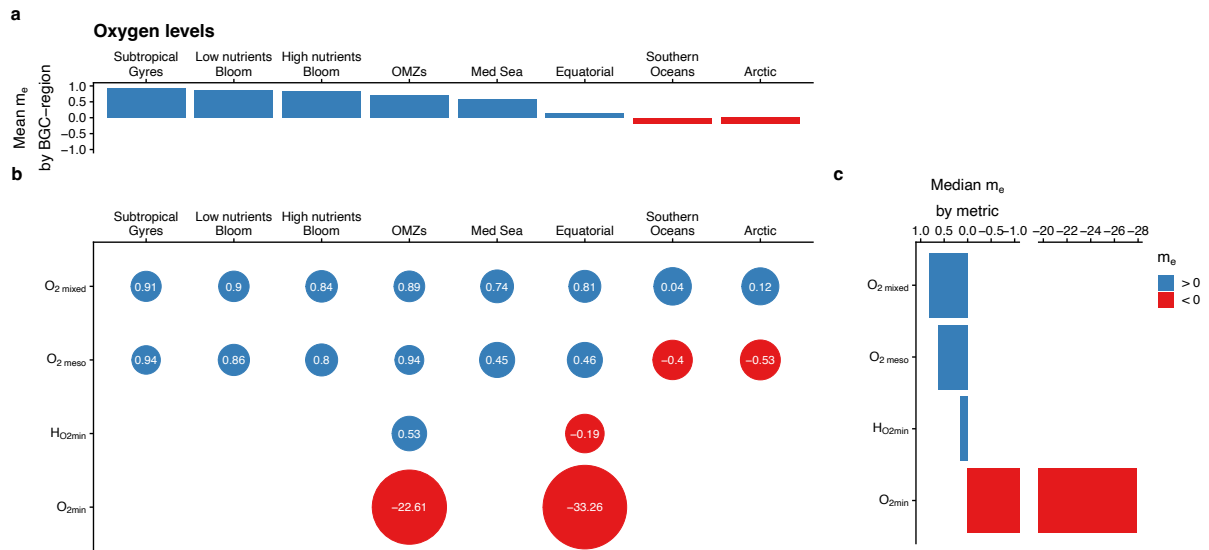 a
Oxygen levels
Subtropical Gyres
Low nutrients Bloom
High nutrients Bloom
OMZs
Med Sea
Equatorial
Southern Oceans
Arctic
Mean mₑ
by BGC−region
1.0
0.5
0.0
−0.5
−1.0
b
Subtropical Gyres
Low nutrients Bloom
High nutrients Bloom
OMZs
Med Sea
Equatorial
Southern Oceans
Arctic
O2 mixed 0.91 0.9 0.84 0.89 0.74 0.81 0.04 0.12
O2 meso 0.94 0.86 0.8 0.94 0.45 0.46 −0.4 −0.53
HO2min 0.53 −0.19
O2min −22.61 −33.26
c
Median mₑ
by metric
1.0 0.5 0.0 −0.5 −1.0 −20 −22 −24 −26 −28
O2 mixed
O2 meso
HO2min
O2min
mₑ
> 0
< 0